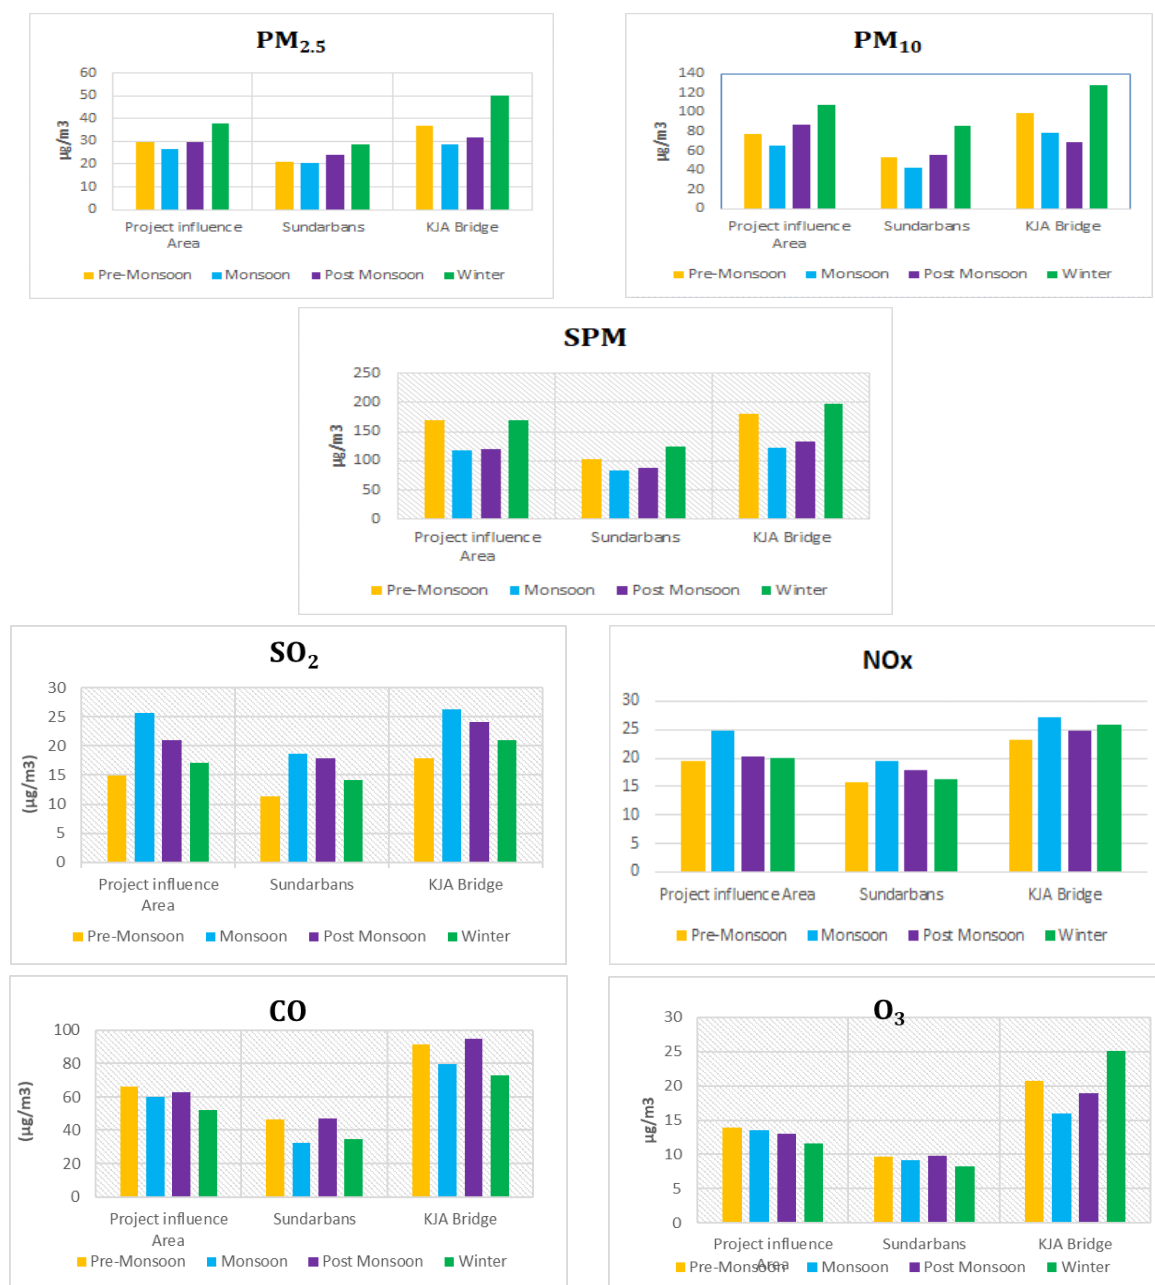 PM₂.₅
60
50
40
30
20
10
0
µg/m3
Project influence Area
Sundarbans
KJA Bridge
Pre-Monsoon Monsoon Post Monsoon Winter
PM₁₀
140
120
100
80
60
40
20
0
µg/m3
Project influence Area
Sundarbans
KJA Bridge
Pre-Monsoon Monsoon Post Monsoon Winter
SPM
250
200
150
100
50
0
µg/m3
Project influence Area
Sundarbans
KJA Bridge
Pre-Monsoon Monsoon Post Monsoon Winter
SO₂
30
25
20
15
10
5
0
(µg/m3)
Project influence Area
Sundarbans
KJA Bridge
Pre-Monsoon Monsoon Post Monsoon Winter
NOx
30
25
20
15
10
5
0
Project influence Area
Sundarbans
KJA Bridge
Pre-Monsoon Monsoon Post Monsoon Winter
CO
100
80
60
40
20
0
(µg/m3)
Project influence Area
Sundarbans
KJA Bridge
Pre-Monsoon Monsoon Post Monsoon Winter
O₃
30
25
20
15
10
5
0
µg/m3
Project influence Area
Sundarbans
KJA Bridge
Pre-Monsoon Monsoon Post Monsoon Winter